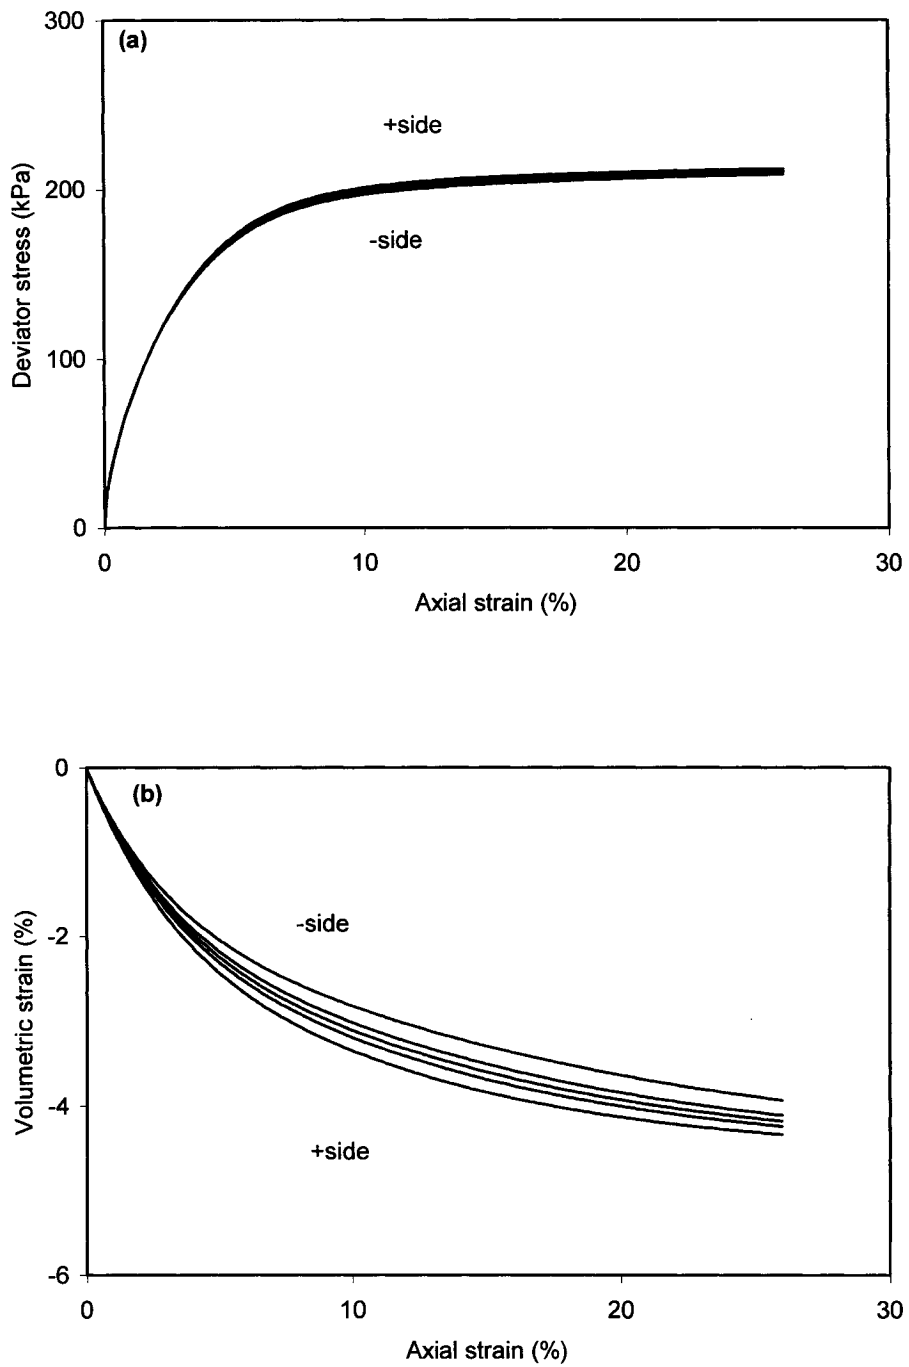 (a)
300
200
100
0
+side
-side
Deviator stress (kPa)
0 10 20 30
Axial strain (%)
(b)
0
-2
-4
-6
-side
+side
Volumetric strain (%)
0 10 20 30
Axial strain (%)